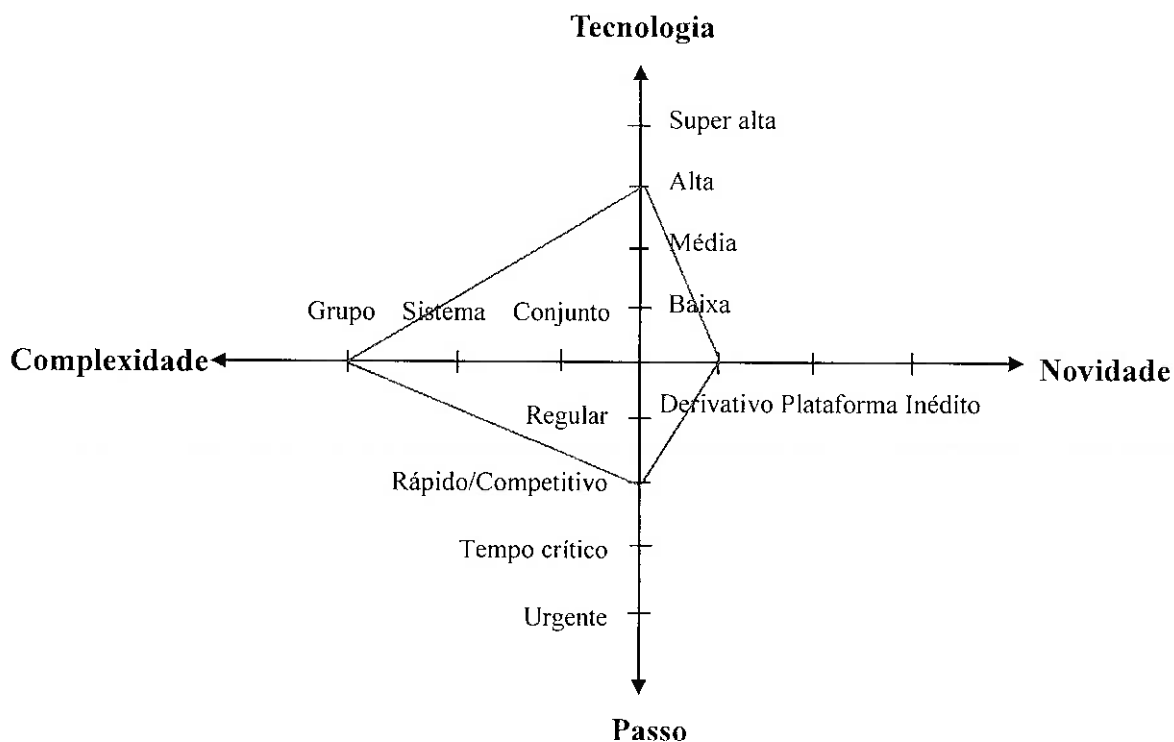 Tecnologia
Super alta
Alta
Média
Grupo Sistema Conjunto Baixa
Complexidade Novidade
Regular Derivativo Plataforma Inédito
Rápido/Competitivo
Tempo crítico
Urgente
Passo